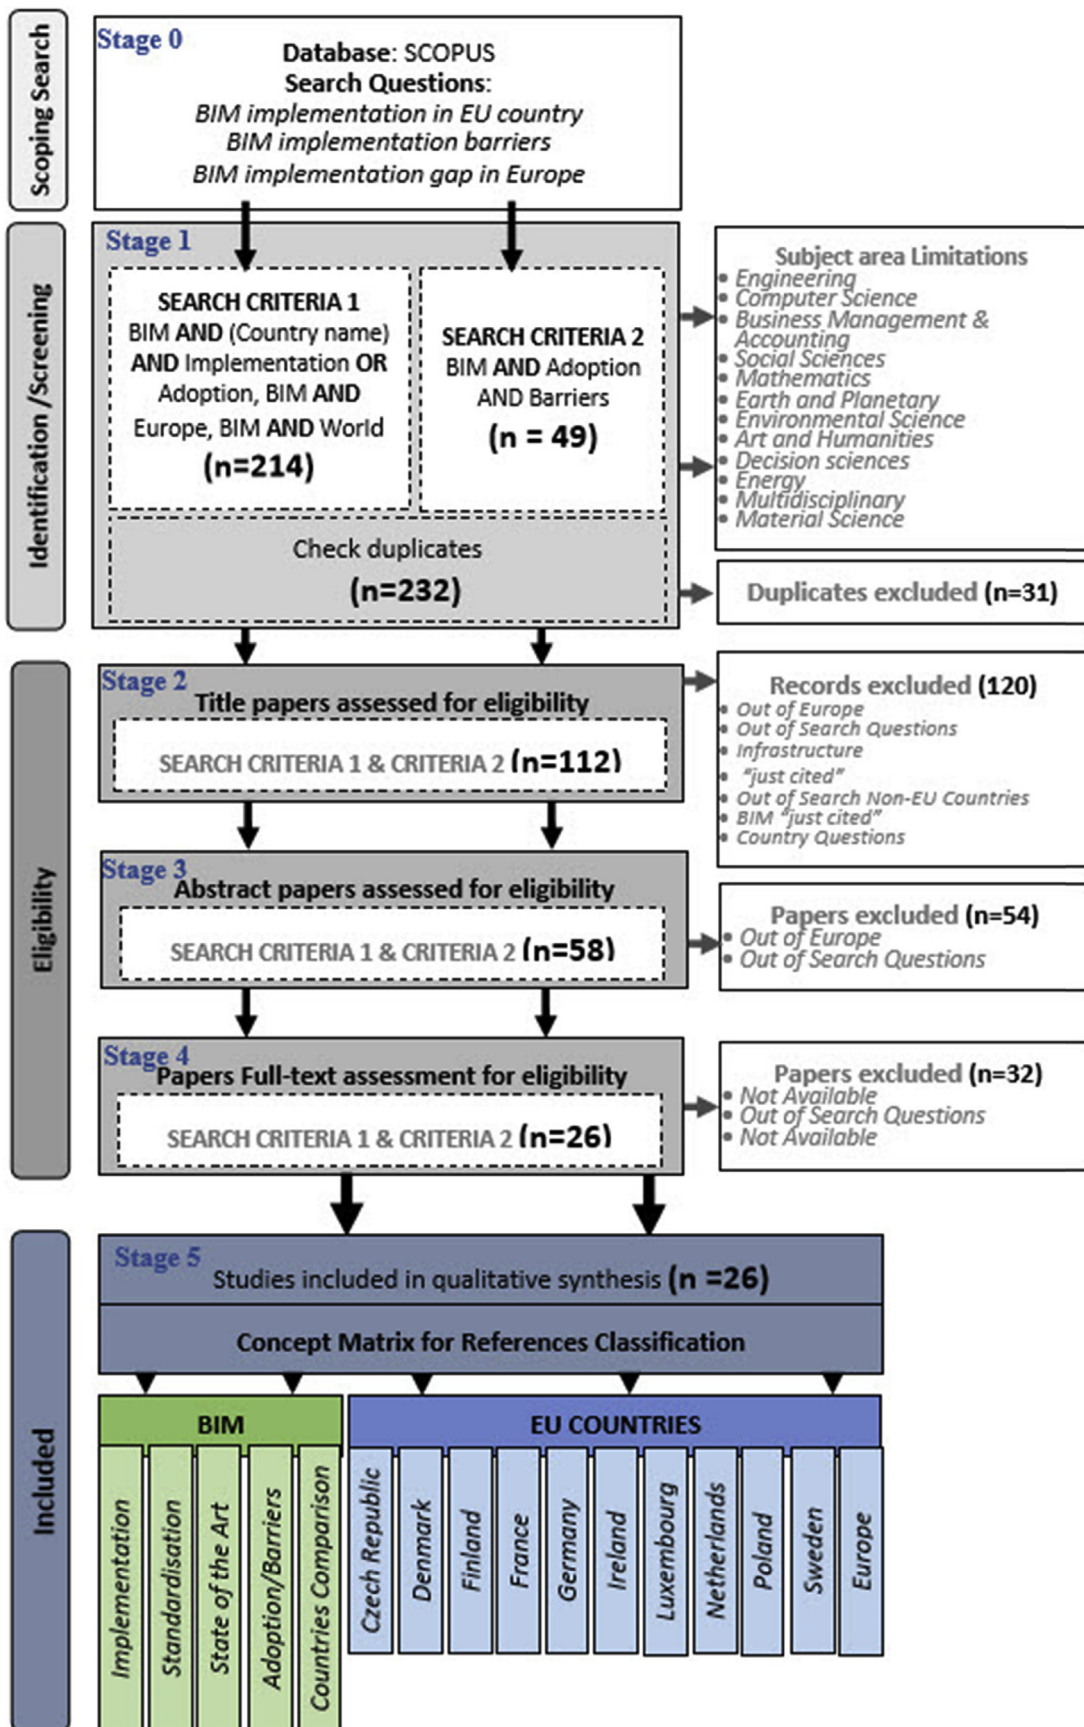 Scoping Search
Stage 0
Database: SCOPUS
Search Questions:
BIM implementation in EU country
BIM implementation barriers
BIM implementation gap in Europe
Identification /Screening
Stage 1
SEARCH CRITERIA 1
BIM AND (Country name)
AND Implementation OR
Adoption, BIM AND
Europe, BIM AND World
(n=214)
SEARCH CRITERIA 2
BIM AND Adoption
AND Barriers
(n = 49)
Check duplicates
(n=232)
Subject area Limitations
• Engineering
• Computer Science
• Business Management &
Accounting
• Social Sciences
• Mathematics
• Earth and Planetary
• Environmental Science
• Art and Humanities
• Decision sciences
• Energy
• Multidisciplinary
• Material Science
Duplicates excluded (n=31)
Eligibility
Stage 2
Title papers assessed for eligibility
SEARCH CRITERIA 1 & CRITERIA 2 (n=112)
Records excluded (120)
• Out of Europe
• Out of Search Questions
• Infrastructure
• "just cited"
• Out of Search Non-EU Countries
• BIM "just cited"
• Country Questions
Stage 3
Abstract papers assessed for eligibility
SEARCH CRITERIA 1 & CRITERIA 2 (n=58)
Papers excluded (n=54)
• Out of Europe
• Out of Search Questions
Stage 4
Papers Full-text assessment for eligibility
SEARCH CRITERIA 1 & CRITERIA 2 (n=26)
Papers excluded (n=32)
• Not Available
• Out of Search Questions
• Not Available
Included
Stage 5
Studies included in qualitative synthesis (n =26)
Concept Matrix for References Classification
BIM
Implementation
Standardisation
State of the Art
Adoption/Barriers
Countries Comparison
EU COUNTRIES
Czech Republic
Denmark
Finland
France
Germany
Ireland
Luxembourg
Netherlands
Poland
Sweden
Europe